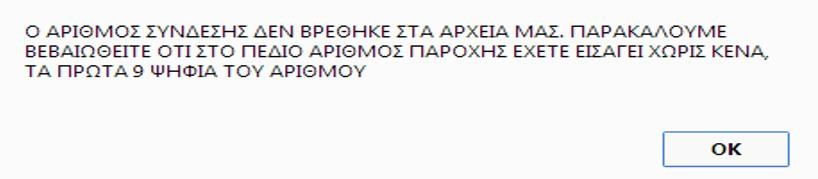 Ο ΑΡΙΘΜΟΣ ΣΥΝΔΕΣΗΣ ΔΕΝ ΒΡΕΘΗΚΕ ΣΤΑ ΑΡΧΕΙΑ ΜΑΣ. ΠΑΡΑΚΑΛΟΥΜΕ
ΒΕΒΑΙΩΘΕΙΤΕ ΟΤΙ ΣΤΟ ΠΕΔΙΟ ΑΡΙΘΜΟΣ ΠΑΡΟΧΗΣ ΕΧΕΤΕ ΕΙΣΑΓΕΙ ΧΩΡΙΣ ΚΕΝΑ,
ΤΑ ΠΡΩΤΑ 9 ΨΗΦΙΑ ΤΟΥ ΑΡΙΘΜΟΥ
OK